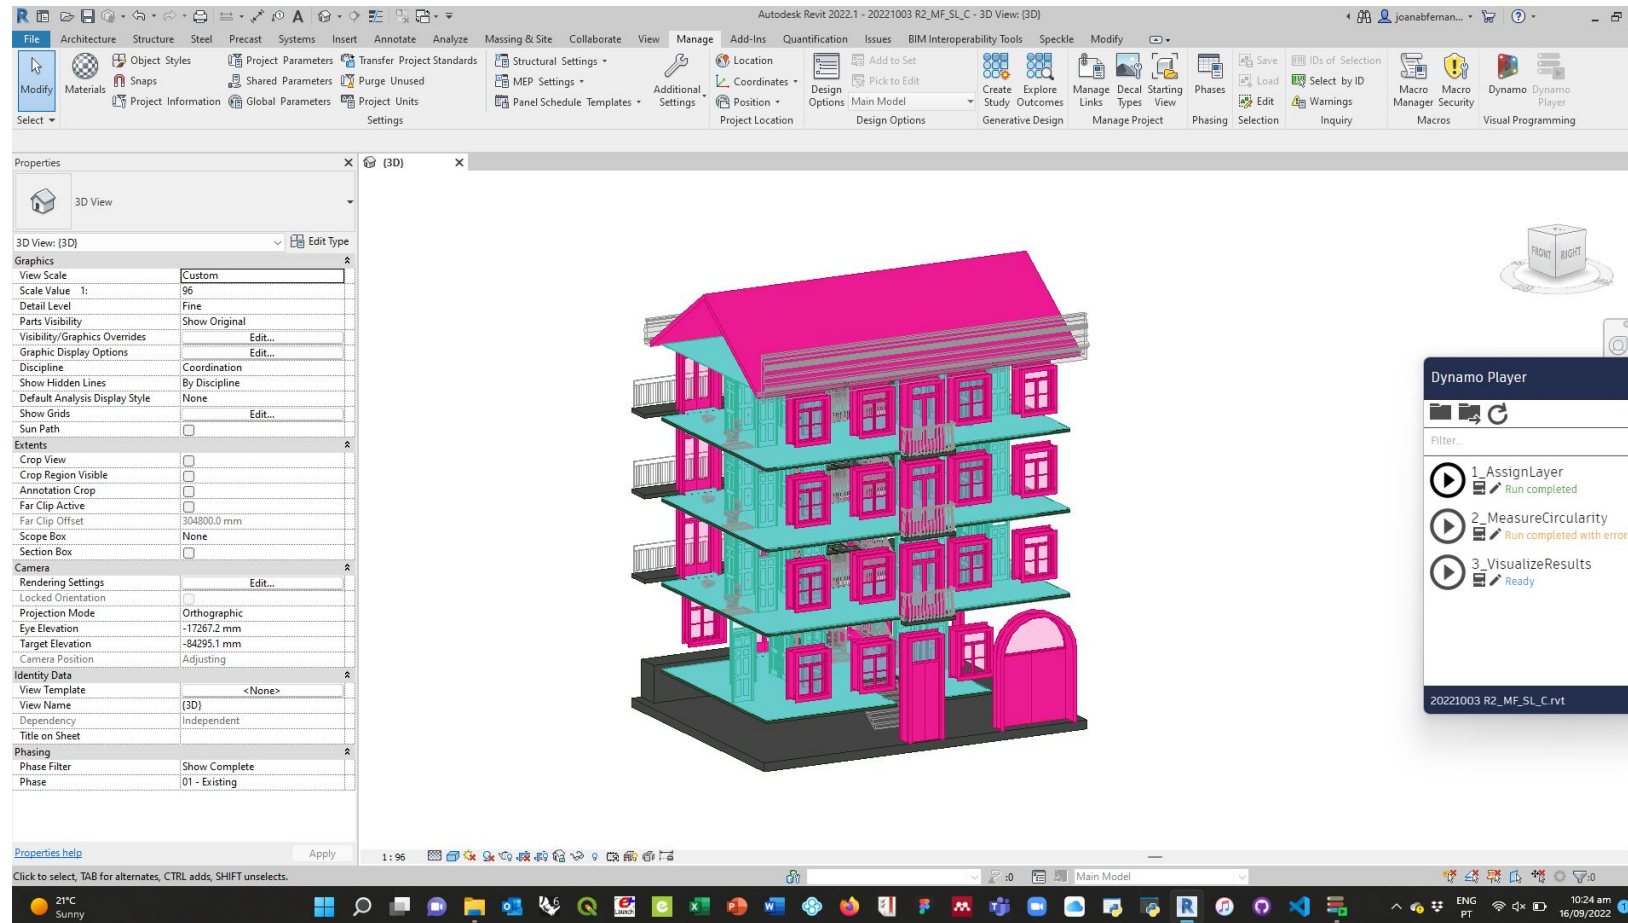 Autodesk Revit 2022.1 - 20221003 R2_MF_SL_C - 3D View: {3D}
joanabfernan...
File Architecture Structure Steel Precast Systems Insert Annotate Analyze Massing & Site Collaborate View Manage Add-Ins Quantification Issues BIM Interoperability Tools Speckle Modify
Modify
Select
Materials
Object Styles
Snaps
Project Information
Project Parameters
Shared Parameters
Global Parameters
Transfer Project Standards
Purge Unused
Project Units
Structural Settings
MEP Settings
Panel Schedule Templates
Additional
Settings
Settings
Location
Coordinates
Position
Project Location
Design
Options
Add to Set
Pick to Edit
Main Model
Design Options
Create
Study
Explore
Outcomes
Generative Design
Manage
Links
Decal
Types
Starting
View
Manage Project
Phases
Phasing
Save
Load
Edit
Selection
IDs of Selection
Select by ID
Warnings
Inquiry
Macro
Manager
Macro
Security
Macros
Dynamo
Dynamo
Player
Visual Programming
Properties
{3D}
3D View
3D View: {3D}
Edit Type
Graphics
View Scale Custom
Scale Value 1: 96
Detail Level Fine
Parts Visibility Show Original
Visibility/Graphics Overrides Edit...
Graphic Display Options Edit...
Discipline Coordination
Show Hidden Lines By Discipline
Default Analysis Display Style None
Show Grids Edit...
Sun Path
Extents
Crop View
Crop Region Visible
Annotation Crop
Far Clip Active
Far Clip Offset 304800.0 mm
Scope Box None
Section Box
Camera
Rendering Settings Edit...
Locked Orientation
Projection Mode Orthographic
Eye Elevation -17267.2 mm
Target Elevation -84295.1 mm
Camera Position Adjusting
Identity Data
View Template <None>
View Name {3D}
Dependency Independent
Title on Sheet
Phasing
Phase Filter Show Complete
Phase 01 - Existing
Properties help
Apply
FRONT
RIGHT
Dynamo Player
Filter...
1_AssignLayer
Run completed
2_MeasureCircularity
Run completed with error
3_VisualizeResults
Ready
20221003 R2_MF_SL_C.rvt
1 : 96
Click to select, TAB for alternates, CTRL adds, SHIFT unselects.
:0
Main Model
:0
21°C
Sunny
ENG
PT
10:24 am
16/09/2022